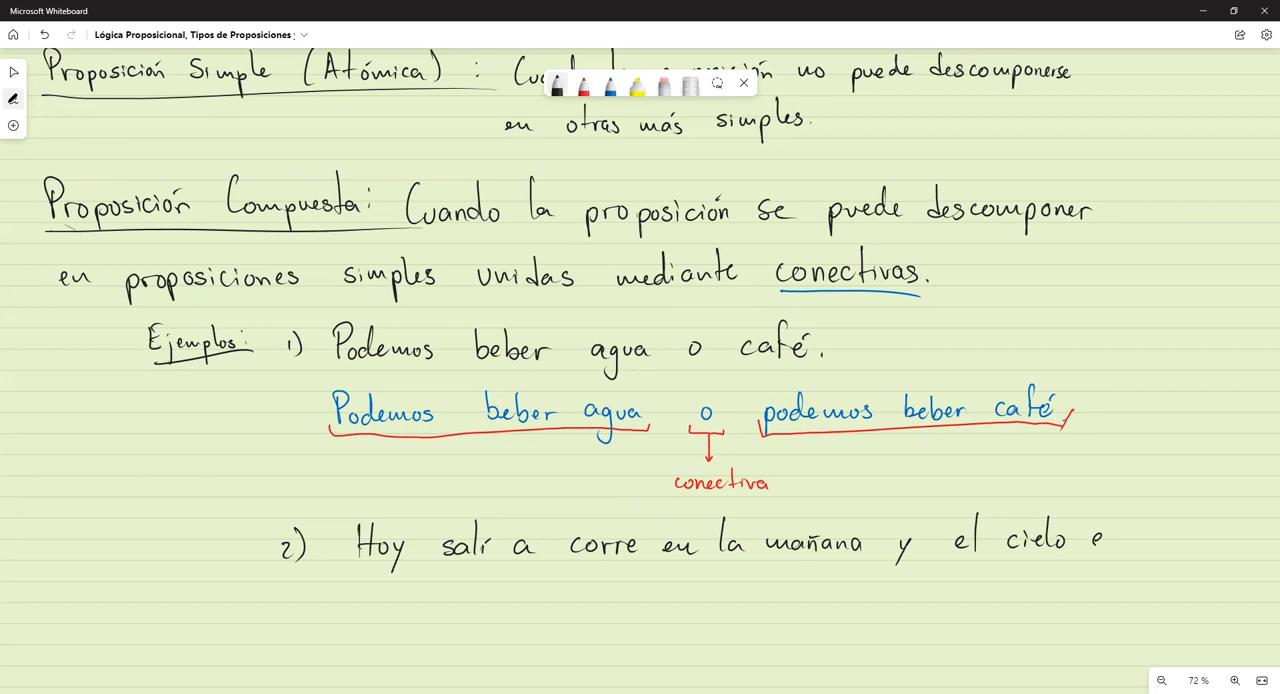 Microsoft Whiteboard
Lógica Proposicional, Tipos de Proposiciones
Proposición Simple (Atómica) : no puede descomponerse
en otras más simples.
Proposición Compuesta: Cuando la proposición se puede descomponer
en proposiciones simples unidas mediante conectivas.
Ejemplos: 1) Podemos beber agua o café.
Podemos beber agua o podemos beber café
conectiva
2) Hoy salí a corre en la mañana y el cielo e
72 %